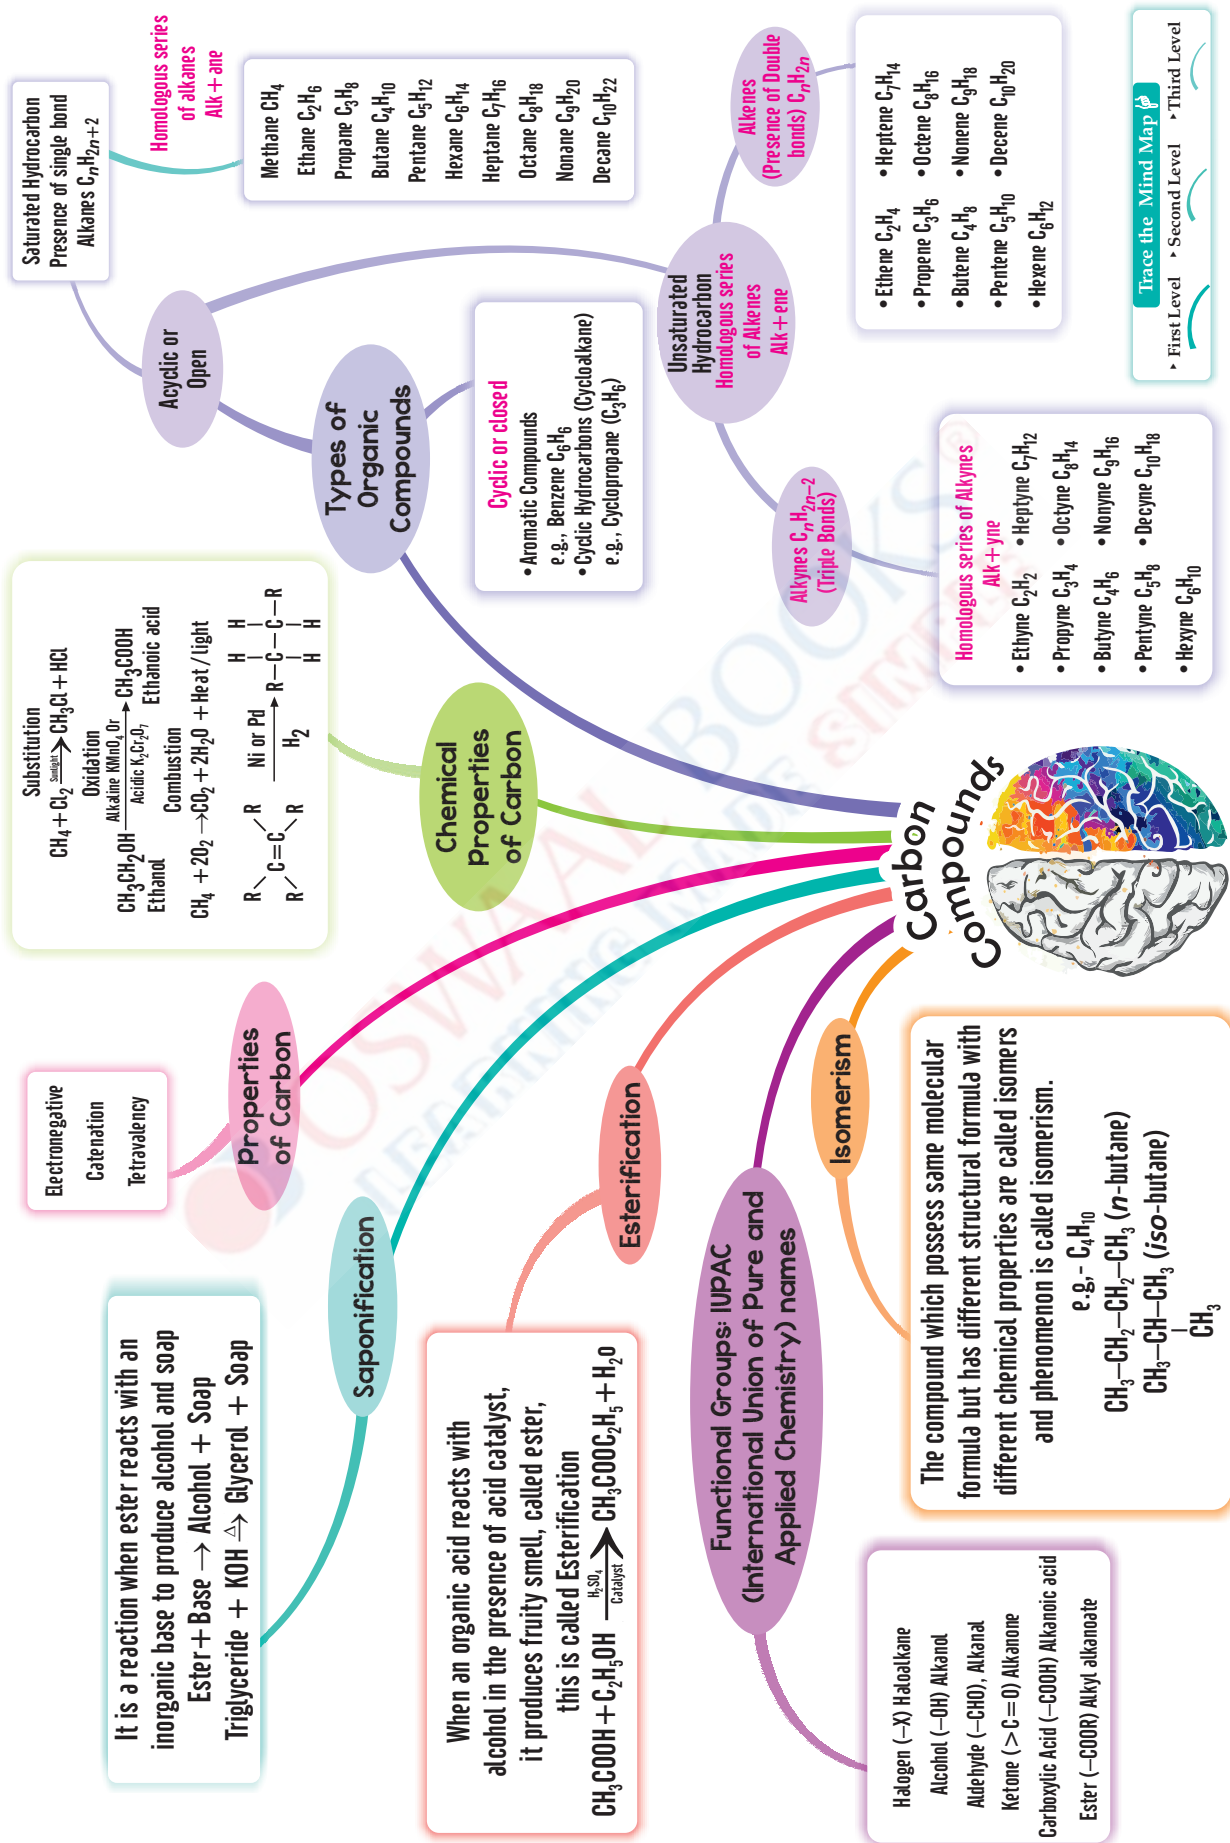 Carbon
Compounds
Types of
Organic
Compounds
Acyclic or
Open
Saturated Hydrocarbon
Presence of single bond
Alkanes CₙH₂ₙ₊₂
Homologous series
of alkanes
Alk+ane
Methane CH₄
Ethane C₂H₆
Propane C₃H₈
Butane C₄H₁₀
Pentane C₅H₁₂
Hexane C₆H₁₄
Heptane C₇H₁₆
Octane C₈H₁₈
Nonane C₉H₂₀
Decane C₁₀H₂₂
Cyclic or closed
• Aromatic Compounds
e.g., Benzene C₆H₆
• Cyclic Hydrocarbons (Cycloalkane)
e.g., Cyclopropane (C₃H₆)
Unsaturated
Hydrocarbon
Homologous series
of Alkenes
Alk+ene
Alkenes
(Presence of Double
bonds) CₙH₂ₙ
• Ethene C₂H₄
• Propene C₃H₆
• Butene C₄H₈
• Pentene C₅H₁₀
• Hexene C₆H₁₂
• Heptene C₇H₁₄
• Octene C₈H₁₆
• Nonene C₉H₁₈
• Decene C₁₀H₂₀
Alkynes CₙH₂ₙ₋₂
(Triple Bonds)
Homologous series of Alkynes
Alk+yne
• Ethyne C₂H₂
• Propyne C₃H₄
• Butyne C₄H₆
• Pentyne C₅H₈
• Hexyne C₆H₁₀
• Heptyne C₇H₁₂
• Octyne C₈H₁₄
• Nonyne C₉H₁₆
• Decyne C₁₀H₁₈
Chemical
Properties
of Carbon
Substitution
CH₄+Cl₂ —Sunlight→ CH₃Cl+HCl
Oxidation
CH₃CH₂OH —Alkaline KMnO₄ Or Acidic K₂Cr₂O₇→ CH₃COOH
Ethanol Ethanoic acid
Combustion
CH₄ +2O₂ →CO₂+2H₂O +Heat/light
H H
R R
C=C —Ni or Pd H₂→ R—C—C—R
R R
H H
Properties
of Carbon
Electronegative
Catenation
Tetravalency
Saponification
It is a reaction when ester reacts with an
inorganic base to produce alcohol and soap
Ester+Base → Alcohol + Soap
Triglyceride + KOH —△→ Glycerol + Soap
Esterification
When an organic acid reacts with
alcohol in the presence of acid catalyst,
it produces fruity smell, called ester,
this is called Esterification
CH₃COOH+C₂H₅OH —H₂SO₄ Catalyst→ CH₃COOC₂H₅+H₂o
Functional Groups: IUPAC
(International Union of Pure and
Applied Chemistry) names
Halogen (—X) Haloalkane
Alcohol (—OH) Alkanol
Aldehyde (—CHO), Alkanal
Ketone (>C=O) Alkanone
Carboxylic Acid (—COOH) Alkanoic acid
Ester (—COOR) Alkyl alkanoate
Isomerism
The compound which possess same molecular
formula but has different structural formula with
different chemical properties are called isomers
and phenomenon is called isomerism.
e.g,- C₄H₁₀
CH₃—CH₂—CH₂—CH₃ (n-butane)
CH₃—CH—CH₃ (iso-butane)
|
CH₃
Trace the Mind Map
▸ First Level ▸ Second Level ▸ Third Level
OSWAAL BOOKS®
LEARNING MADE SIMPLE